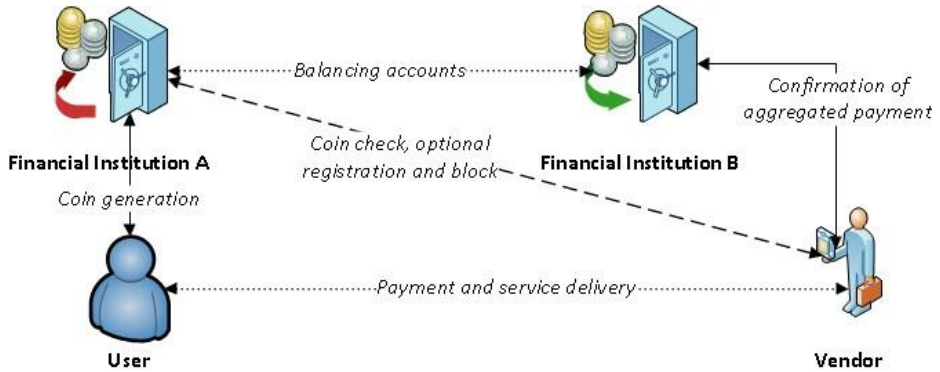 Balancing accounts
Confirmation of
aggregated payment
Financial Institution A
Coin check, optional
registration and block
Financial Institution B
Coin generation
Payment and service delivery
User
Vendor